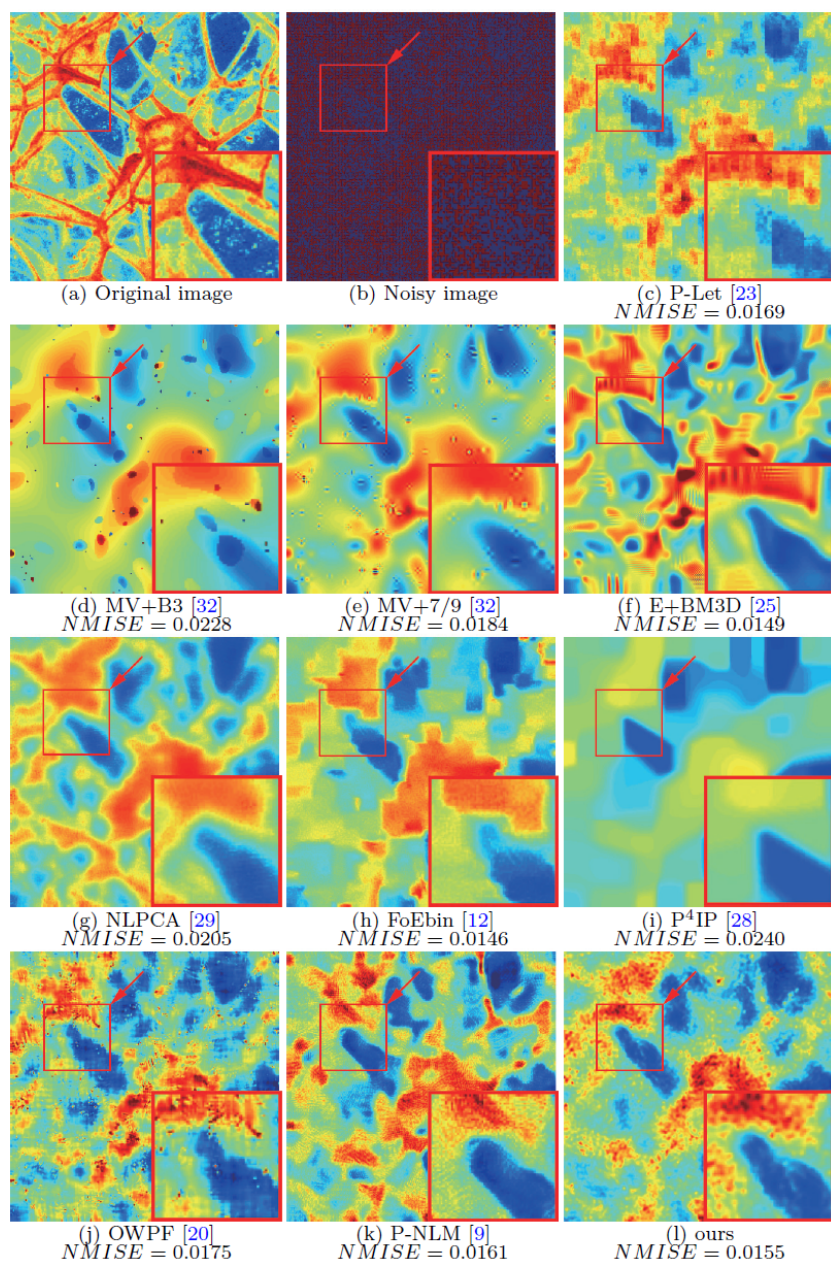 (a) Original image
(b) Noisy image
(c) P-Let [23]
NMISE = 0.0169
(d) MV+B3 [32]
NMISE = 0.0228
(e) MV+7/9 [32]
NMISE = 0.0184
(f) E+BM3D [25]
NMISE = 0.0149
(g) NLPCA [29]
NMISE = 0.0205
(h) FoEbin [12]
NMISE = 0.0146
(i) P⁴IP [28]
NMISE = 0.0240
(j) OWPF [20]
NMISE = 0.0175
(k) P-NLM [9]
NMISE = 0.0161
(l) ours
NMISE = 0.0155